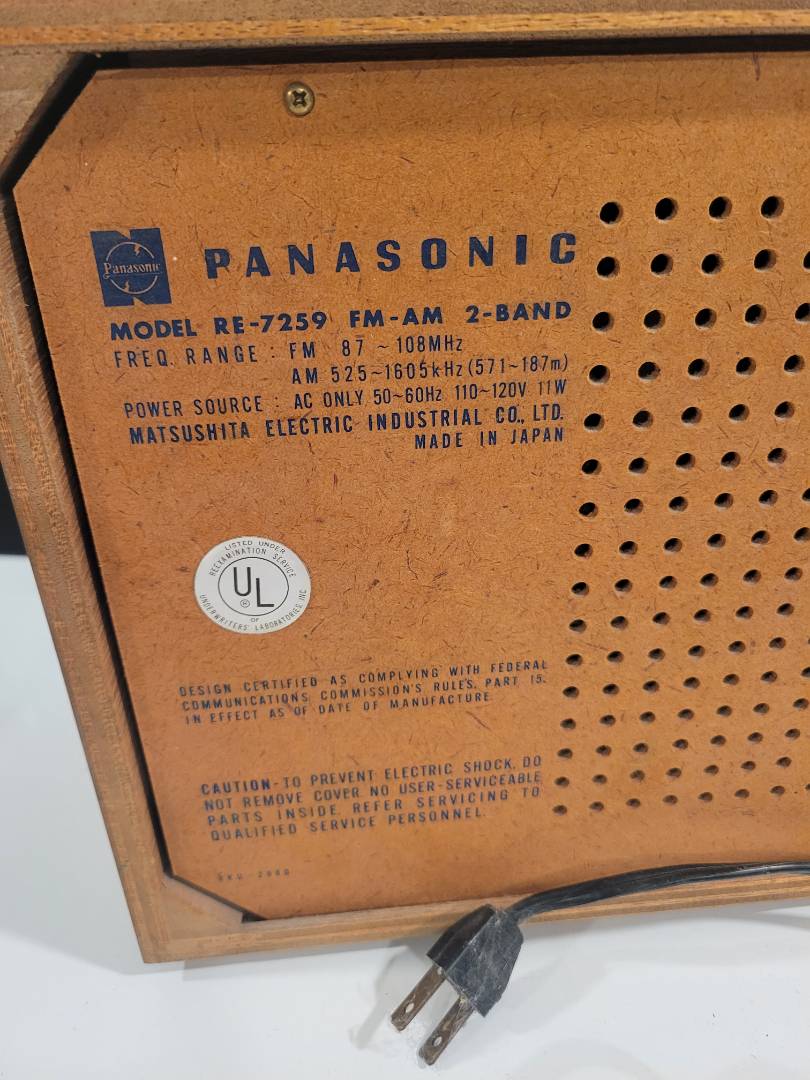 Panasonic
PANASONIC
MODEL RE-7259 FM-AM 2-BAND
FREQ. RANGE : FM 87 ~ 108MHz
AM 525~1605kHz (571~187m)
POWER SOURCE : AC ONLY 50~60Hz 110~120V 11W
MATSUSHITA ELECTRIC INDUSTRIAL CO., LTD.
MADE IN JAPAN
LISTED UNDER
REEXAMINATION SERVICE
UL
®
OF
UNDERWRITERS' LABORATORIES, INC.
DESIGN CERTIFIED AS COMPLYING WITH FEDERAL
COMMUNICATIONS COMMISSION'S RULES, PART 15,
IN EFFECT AS OF DATE OF MANUFACTURE
CAUTION-TO PREVENT ELECTRIC SHOCK, DO
NOT REMOVE COVER NO USER-SERVICEABLE
PARTS INSIDE. REFER SERVICING TO
QUALIFIED SERVICE PERSONNEL.